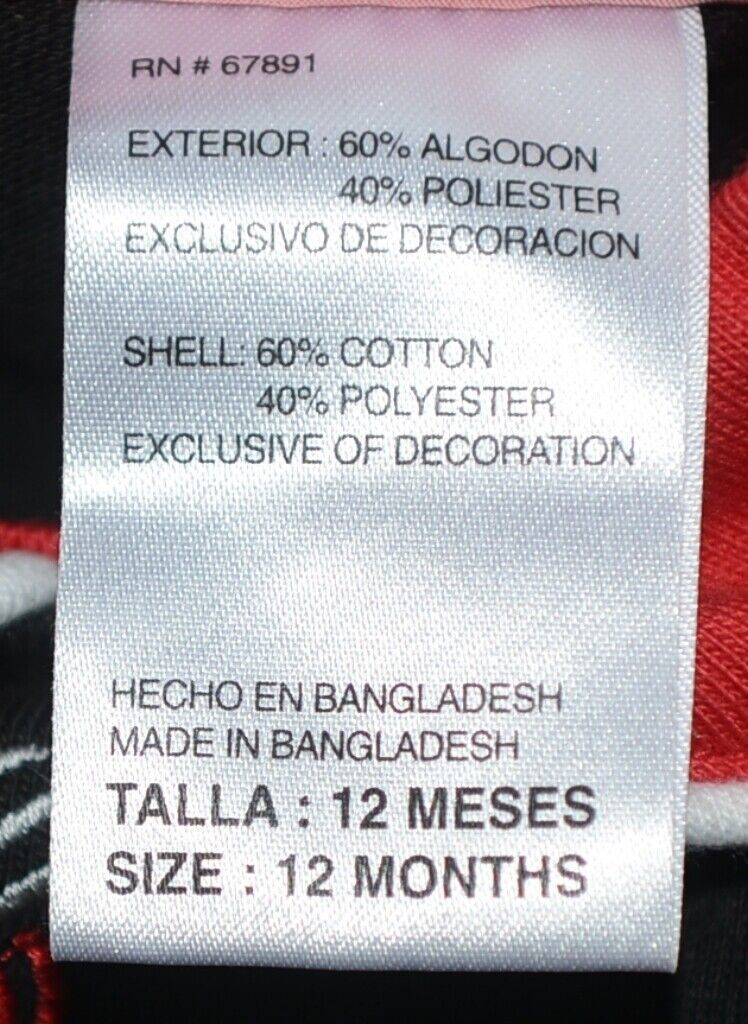 RN # 67891
EXTERIOR : 60% ALGODON
40% POLIESTER
EXCLUSIVO DE DECORACION
SHELL: 60% COTTON
40% POLYESTER
EXCLUSIVE OF DECORATION
HECHO EN BANGLADESH
MADE IN BANGLADESH
TALLA : 12 MESES
SIZE : 12 MONTHS